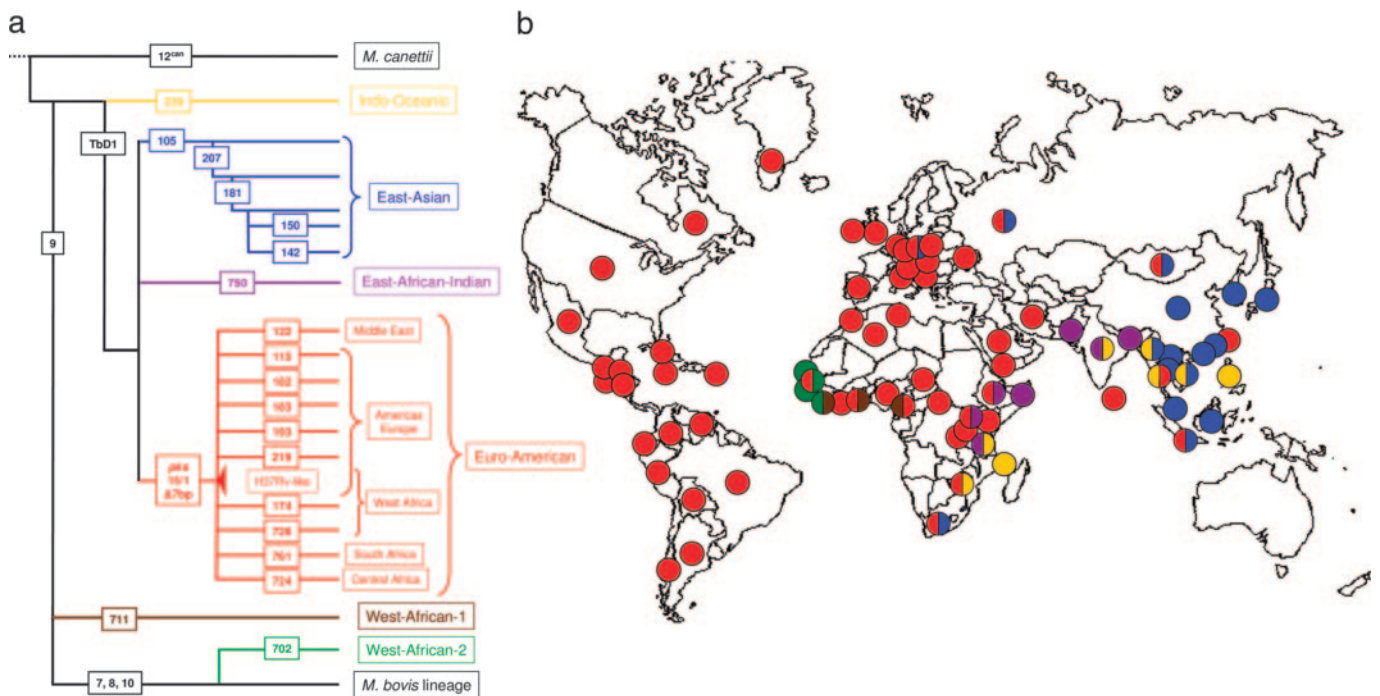 a
b
12ᶜᵃⁿ
M. canettii
239
Indo-Oceanic
TbD1
105
207
181
East-Asian
150
9
142
750
East-African-Indian
122
Middle East
115
182
183
Americas
Europe
193
219
Euro-American
pks
15/1
Δ7bp
H37Rv-like
174
West Africa
726
761
South Africa
724
Central Africa
711
West-African-1
702
West-African-2
7, 8, 10
M. bovis lineage